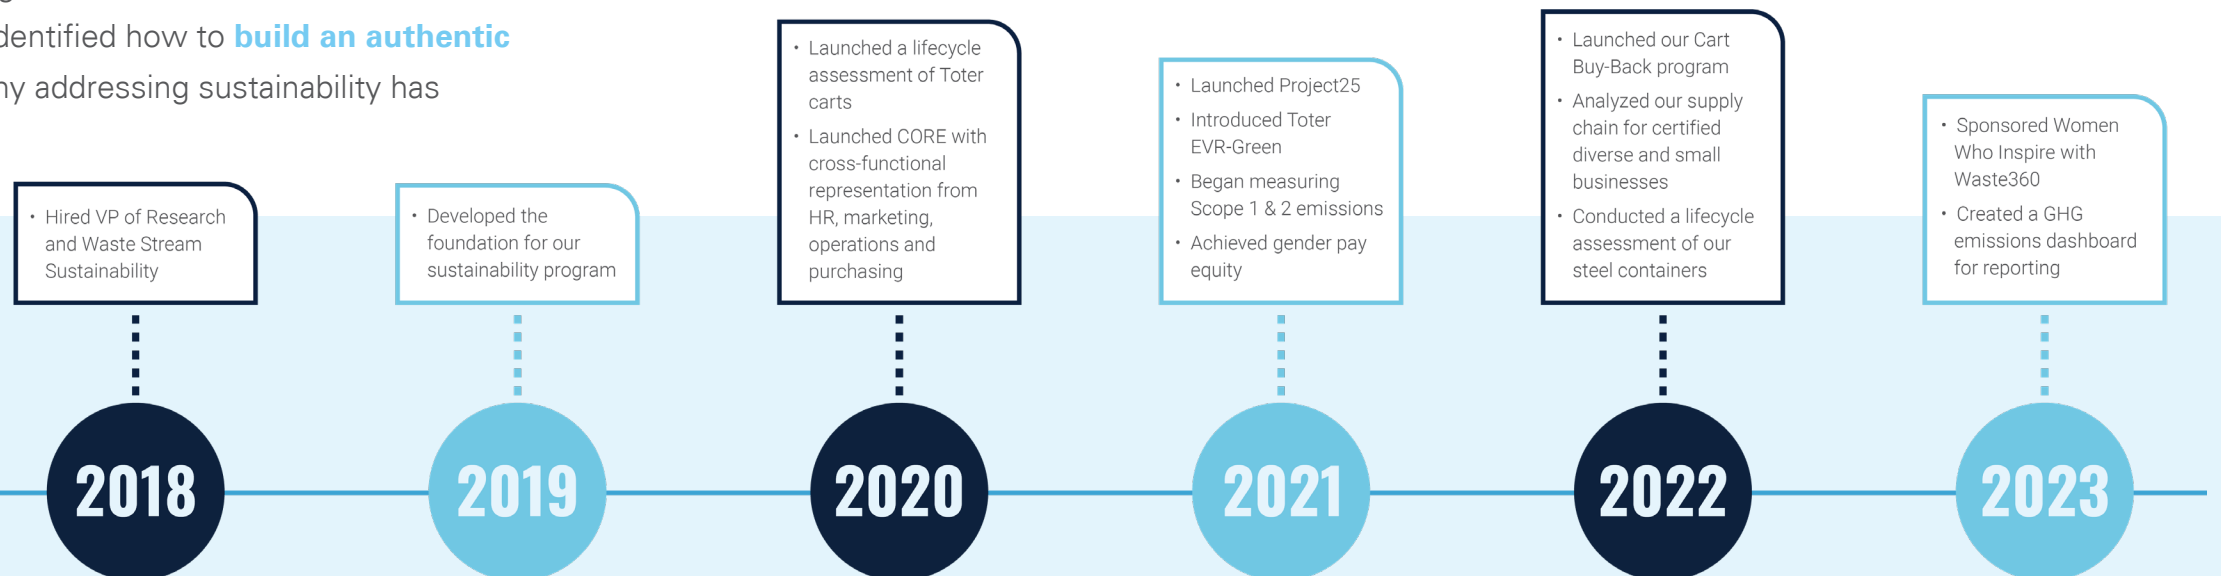 dentified how to build an authentic
ny addressing sustainability has
• Hired VP of Research
and Waste Stream
Sustainability
• Developed the
foundation for our
sustainability program
• Launched a lifecycle
assessment of Toter
carts
• Launched CORE with
cross-functional
representation from
HR, marketing,
operations and
purchasing
• Launched Project25
• Introduced Toter
EVR-Green
• Began measuring
Scope 1 & 2 emissions
• Achieved gender pay
equity
• Launched our Cart
Buy-Back program
• Analyzed our supply
chain for certified
diverse and small
businesses
• Conducted a lifecycle
assessment of our
steel containers
• Sponsored Women
Who Inspire with
Waste360
• Created a GHG
emissions dashboard
for reporting
2018
2019
2020
2021
2022
2023